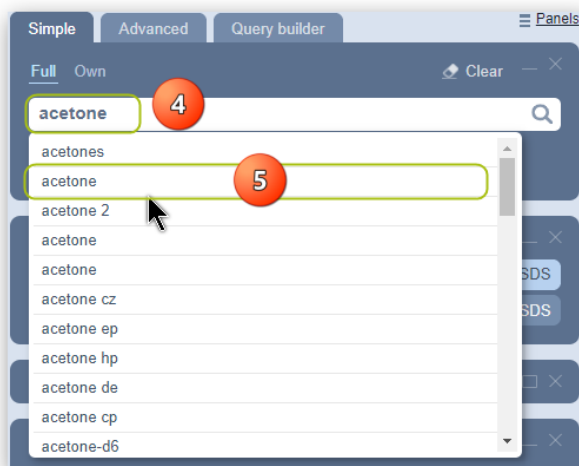 Simple Advanced Query builder Panels
Full Own Clear
acetone 4
acetones
acetone 5
acetone 2
acetone
acetone
acetone cz
SDS
acetone ep
SDS
acetone hp
acetone de
acetone cp
acetone-d6